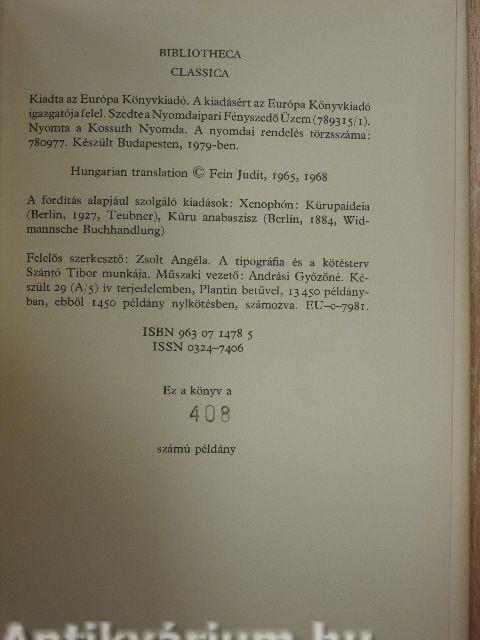 BIBLIOTHECA
CLASSICA
Kiadta az Európa Könyvkiadó. A kiadásért az Európa Könyvkiadó
igazgatója felel. Szedte a Nyomdaipari Fényszedő Üzem (789315/1).
Nyomta a Kossuth Nyomda. A nyomdai rendelés törzsszáma:
780977. Készült Budapesten, 1979-ben.
Hungarian translation © Fein Judit, 1965, 1968
A fordítás alapjául szolgáló kiadások: Xenophón: Kürupaideia
(Berlin, 1927, Teubner), Küru anabaszisz (Berlin, 1884, Wid-
mannsche Buchhandlung)
Felelős szerkesztő: Zsolt Angéla. A tipográfia és a kötésterv
Szántó Tibor munkája. Műszaki vezető: Andrási Győzőné. Ké-
szült 29 (A/5) ív terjedelemben, Plantin betűvel, 13 450 példány-
ban, ebből 1450 példány nylkötésben, számozva. EU–c–7981.
ISBN 963 07 1478 5
ISSN 0324–7406
Ez a könyv a
408
számú példány
Antikvárium.hu